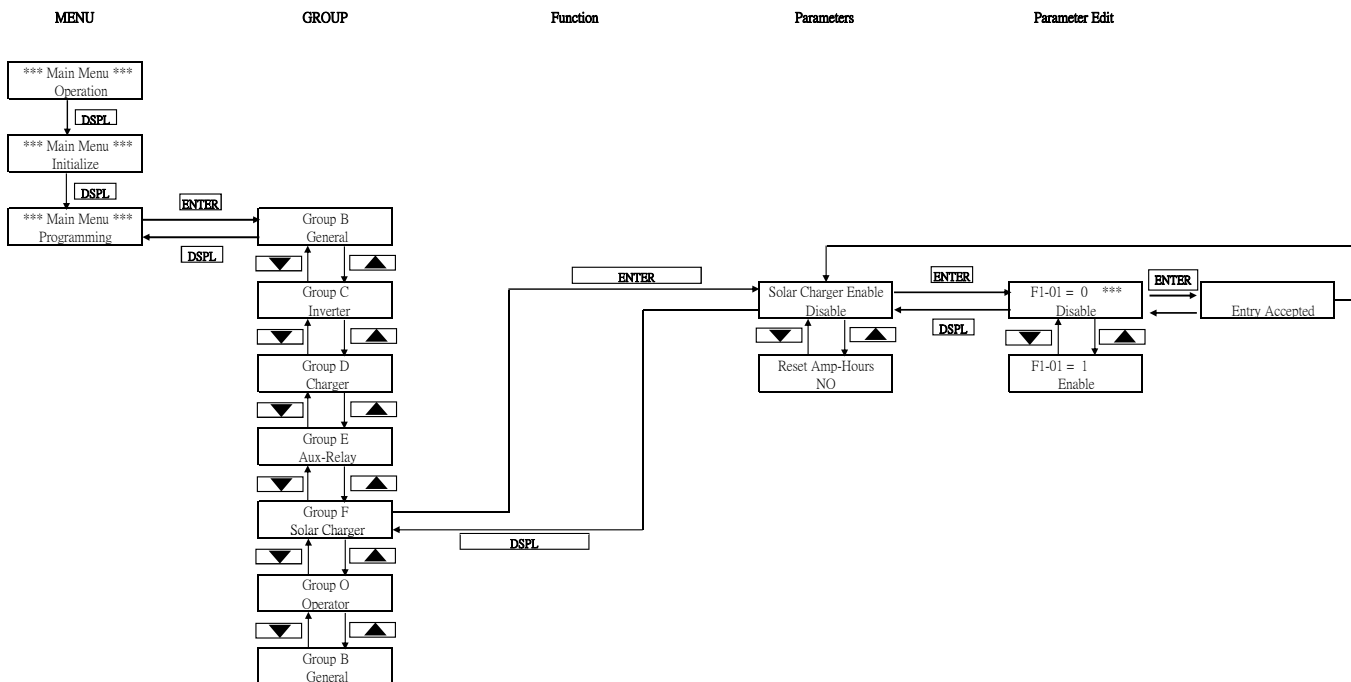 MENU GROUP Function Parameters Parameter Edit
*** Main Menu ***
Operation
DSPL
*** Main Menu ***
Initialize
DSPL
*** Main Menu ***
Programming
ENTER
DSPL
Group B
General
Group C
Inverter
Group D
Charger
Group E
Aux-Relay
Group F
Solar Charger
Group O
Operator
Group B
General
ENTER
DSPL
Solar Charger Enable
Disable
Reset Amp-Hours
NO
ENTER
DSPL
F1-01 = 0 ***
Disable
F1-01 = 1
Enable
ENTER
Entry Accepted